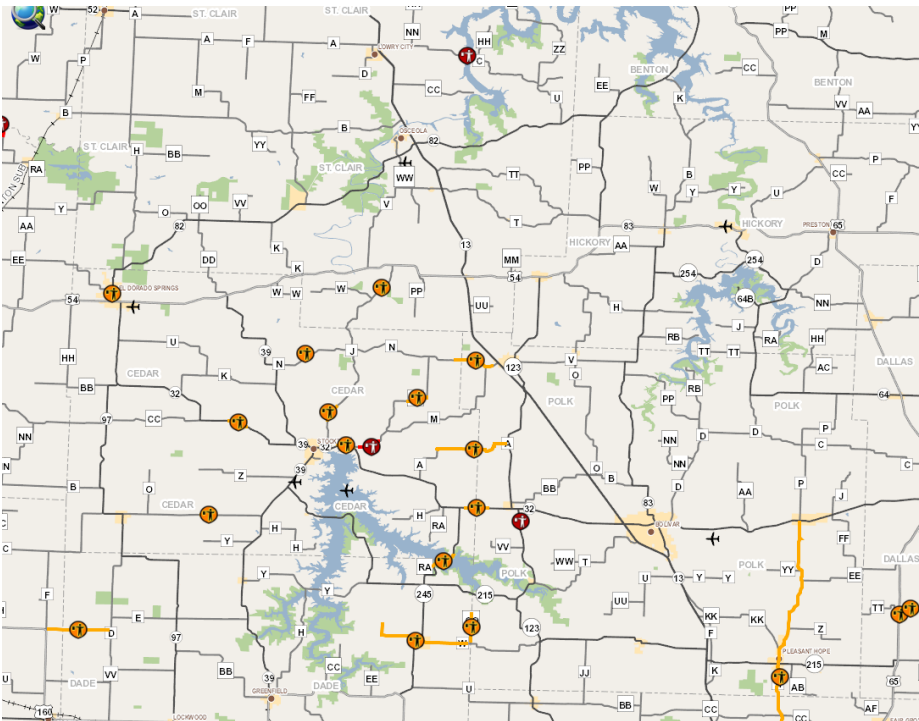 W
A
ST. CLAIR
ST. CLAIR
NN
HH
PP
A
F
A
LOWRY CITY
C
ZZ
PP
M
W
P
D
CC
U
EE
BENTON
CC
BENTON
M
FF
K
VV
AA
B
B
OSCEOLA
82
YY
ST. CLAIR
H
BB
YY
ST. CLAIR
RA
WW
TT
PP
B
P
CC
W
Y
Y
U
F
Y
O
OO
VV
V
T
AA
82
83
HICKORY
PRESTON
65
K
13
HICKORY
AA
EE
DD
K
MM
254
254
D
54
54
EL DORADO SPRINGS
W
W
W
PP
UU
H
64B
NN
U
39
J
N
RB
J
RA
HH
HH
N
V
TT
TT
DALLAS
CEDAR
K
123
O
AC
BB
32
CEDAR
POLK
RB
PP
POLK
64
97
CC
M
P
NN
39
32
STOCK
A
A
NN
D
D
C
C
Z
39
O
B
NN
B
O
BB
D
AA
P
J
CEDAR
CEDAR
H
32
83
BOLIVAR
Y
H
RA
H
VV
FF
C
Y
RA
POLK
WW
T
POLK
YY
DALLAS
U
Y
Y
EE
F
Y
245
215
13
UU
TT
D
E
H
123
KK
KK
Z
97
W
F
PLEASANT HOPE
215
VV
BB
CC
EE
JJ
K
DADE
39
DADE
U
AB
65
GREENFIELD
BB
AF
160
LOCKWOOD
CC
CC